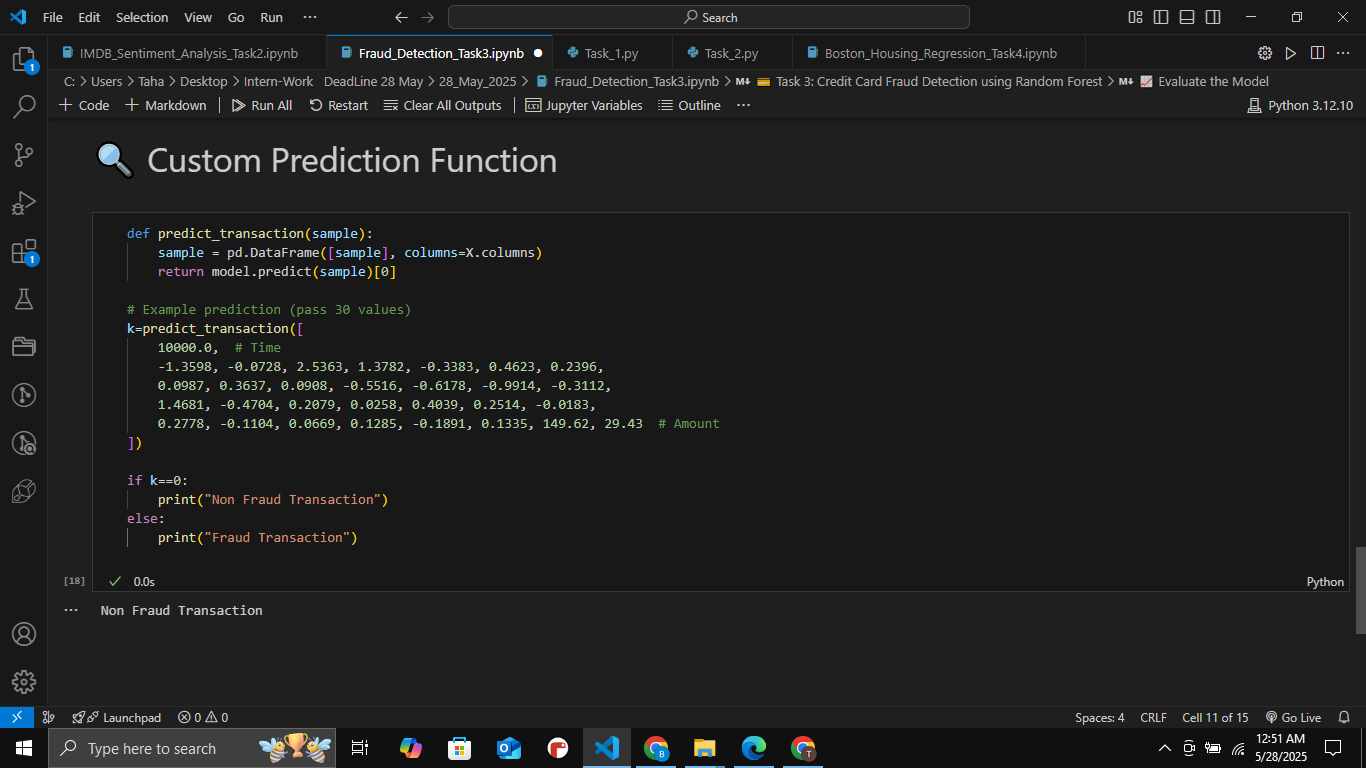 File Edit Selection View Go Run ··· Search
IMDB_Sentiment_Analysis_Task2.ipynb Fraud_Detection_Task3.ipynb Task_1.py Task_2.py Boston_Housing_Regression_Task4.ipynb
C: > Users > Taha > Desktop > Intern-Work DeadLine 28 May > 28_May_2025 > Fraud_Detection_Task3.ipynb > M↓ 💳 Task 3: Credit Card Fraud Detection using Random Forest > M↓ 📈 Evaluate the Model
+ Code + Markdown Run All Restart Clear All Outputs Jupyter Variables Outline ··· Python 3.12.10
🔍 Custom Prediction Function
def predict_transaction(sample):
    sample = pd.DataFrame([sample], columns=X.columns)
    return model.predict(sample)[0]
# Example prediction (pass 30 values)
k=predict_transaction([
    10000.0,  # Time
    -1.3598, -0.0728, 2.5363, 1.3782, -0.3383, 0.4623, 0.2396,
    0.0987, 0.3637, 0.0908, -0.5516, -0.6178, -0.9914, -0.3112,
    1.4681, -0.4704, 0.2079, 0.0258, 0.4039, 0.2514, -0.0183,
    0.2778, -0.1104, 0.0669, 0.1285, -0.1891, 0.1335, 149.62, 29.43  # Amount
])
if k==0:
    print("Non Fraud Transaction")
else:
    print("Fraud Transaction")
[18] 0.0s Python
··· Non Fraud Transaction
1
1
Launchpad 0 0 Spaces: 4 CRLF Cell 11 of 15 Go Live
Type here to search B T 12:51 AM
5/28/2025